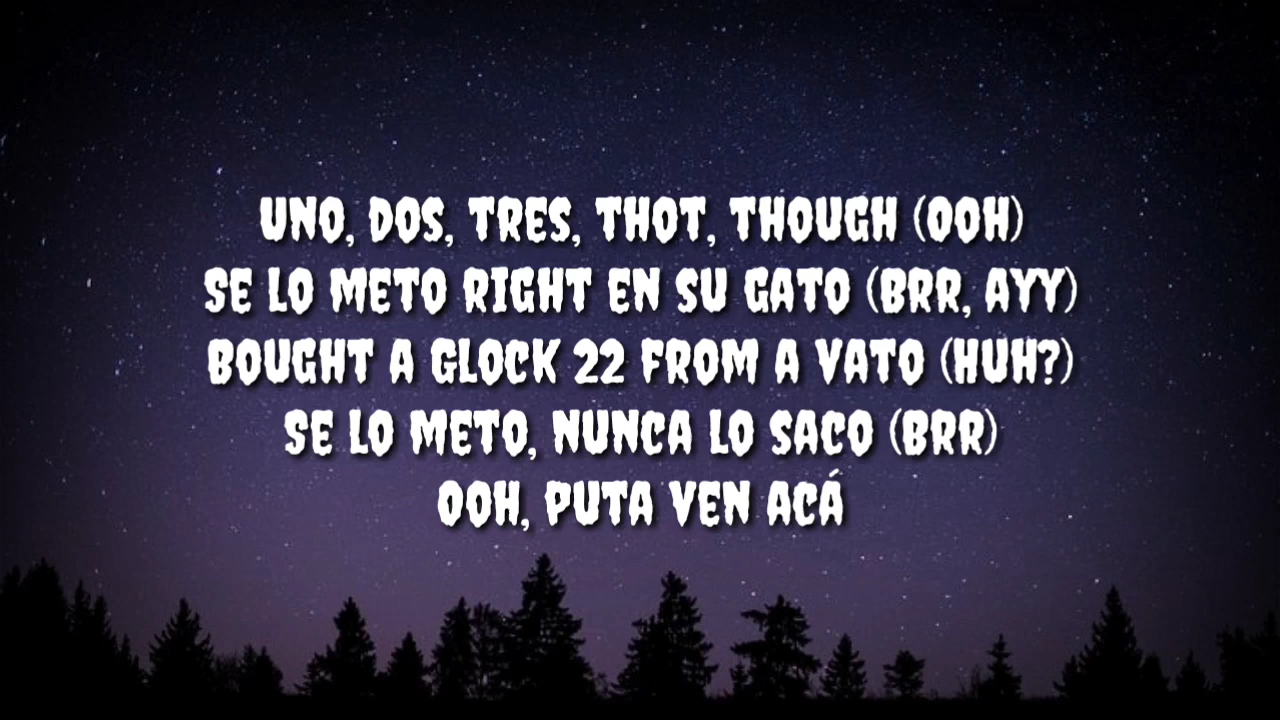 UNO, DOS, TRES, THOT, THOUGH (OOH)
SE LO METO RIGHT EN SU GATO (BRR, AYY)
BOUGHT A GLOCK 22 FROM A VATO (HUH?)
SE LO METO, NUNCA LO SACO (BRR)
OOH, PUTA VEN ACÁ